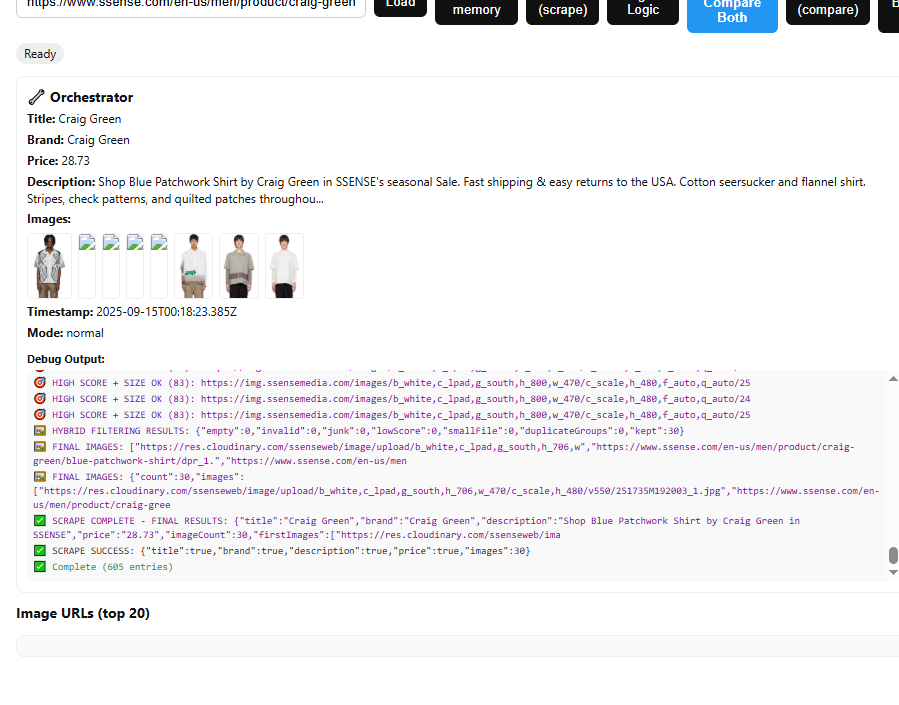 https://www.ssense.com/en-us/men/product/craig-green
Load
memory
(scrape)
Logic
Compare
Both
(compare)
Ready
Orchestrator
Title: Craig Green
Brand: Craig Green
Price: 28.73
Description: Shop Blue Patchwork Shirt by Craig Green in SSENSE's seasonal Sale. Fast shipping & easy returns to the USA. Cotton seersucker and flannel shirt.
Stripes, check patterns, and quilted patches throughou...
Images:
Timestamp: 2025-09-15T00:18:23.385Z
Mode: normal
Debug Output:
HIGH SCORE + SIZE OK (83): https://img.ssensemedia.com/images/b_white,c_lpad,g_south,h_800,w_470/c_scale,h_480,f_auto,q_auto/25
HIGH SCORE + SIZE OK (83): https://img.ssensemedia.com/images/b_white,c_lpad,g_south,h_800,w_470/c_scale,h_480,f_auto,q_auto/24
HIGH SCORE + SIZE OK (83): https://img.ssensemedia.com/images/b_white,c_lpad,g_south,h_800,w_470/c_scale,h_480,f_auto,q_auto/25
HYBRID FILTERING RESULTS: {"empty":0,"invalid":0,"junk":0,"lowScore":0,"smallFile":0,"duplicateGroups":0,"kept":30}
FINAL IMAGES: ["https://res.cloudinary.com/ssenseweb/image/upload/b_white,c_lpad,g_south,h_706,w","https://www.ssense.com/en-us/men/product/craig-
green/blue-patchwork-shirt/dpr_1.","https://www.ssense.com/en-us/men
FINAL IMAGES: {"count":30,"images":
["https://res.cloudinary.com/ssenseweb/image/upload/b_white,c_lpad,g_south,h_706,w_470/c_scale,h_480/v550/251735M192003_1.jpg","https://www.ssense.com/en-
us/men/product/craig-gree
SCRAPE COMPLETE - FINAL RESULTS: {"title":"Craig Green","brand":"Craig Green","description":"Shop Blue Patchwork Shirt by Craig Green in
SSENSE","price":"28.73","imageCount":30,"firstImages":["https://res.cloudinary.com/ssenseweb/ima
SCRAPE SUCCESS: {"title":true,"brand":true,"description":true,"price":true,"images":30}
Complete (605 entries)
Image URLs (top 20)